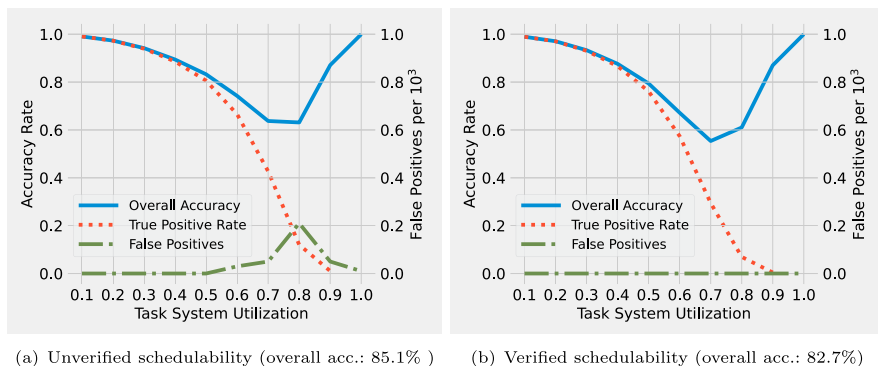 1.0
0.8
0.6
0.4
0.2
0.0
Accuracy Rate
1.0
0.8
0.6
0.4
0.2
0.0
False Positives per 10³
Overall Accuracy
True Positive Rate
False Positives
0.1 0.2 0.3 0.4 0.5 0.6 0.7 0.8 0.9 1.0
Task System Utilization
(a) Unverified schedulability (overall acc.: 85.1% )
1.0
0.8
0.6
0.4
0.2
0.0
Accuracy Rate
1.0
0.8
0.6
0.4
0.2
0.0
False Positives per 10³
Overall Accuracy
True Positive Rate
False Positives
0.1 0.2 0.3 0.4 0.5 0.6 0.7 0.8 0.9 1.0
Task System Utilization
(b) Verified schedulability (overall acc.: 82.7%)